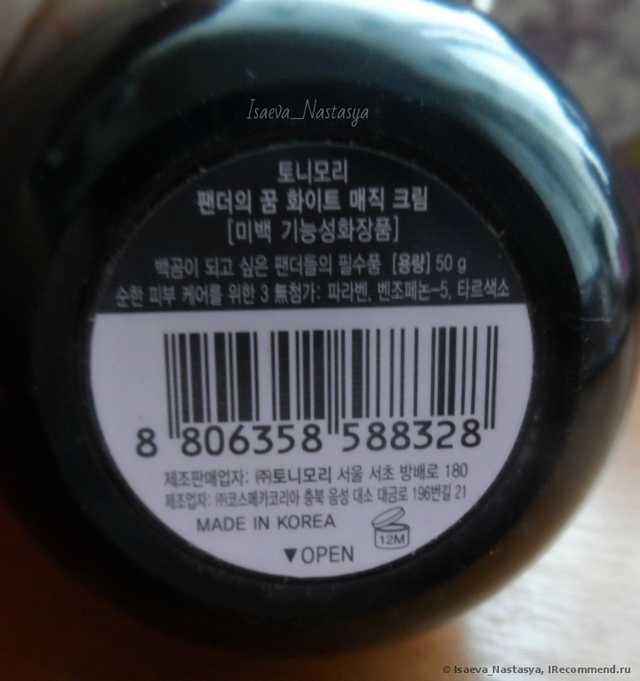 Isaeva_Nastasya
토니모리
팬더의 꿈 화이트 매직 크림
[미백 기능성화장품]
백곰이 되고 싶은 팬더들의 필수품 [용량] 50 g
순한 피부 케어를 위한 3 無첨가: 파라벤, 벤조페논-5, 타르색소
8 806358 588328
제조판매업자: ㈜토니모리 서울 서초 방배로 180
제조업자: ㈜코스메카코리아 충북 음성 대소 대금로 196번길 21
MADE IN KOREA
12M
▼OPEN
© Isaeva_Nastasya, IRecommend.ru